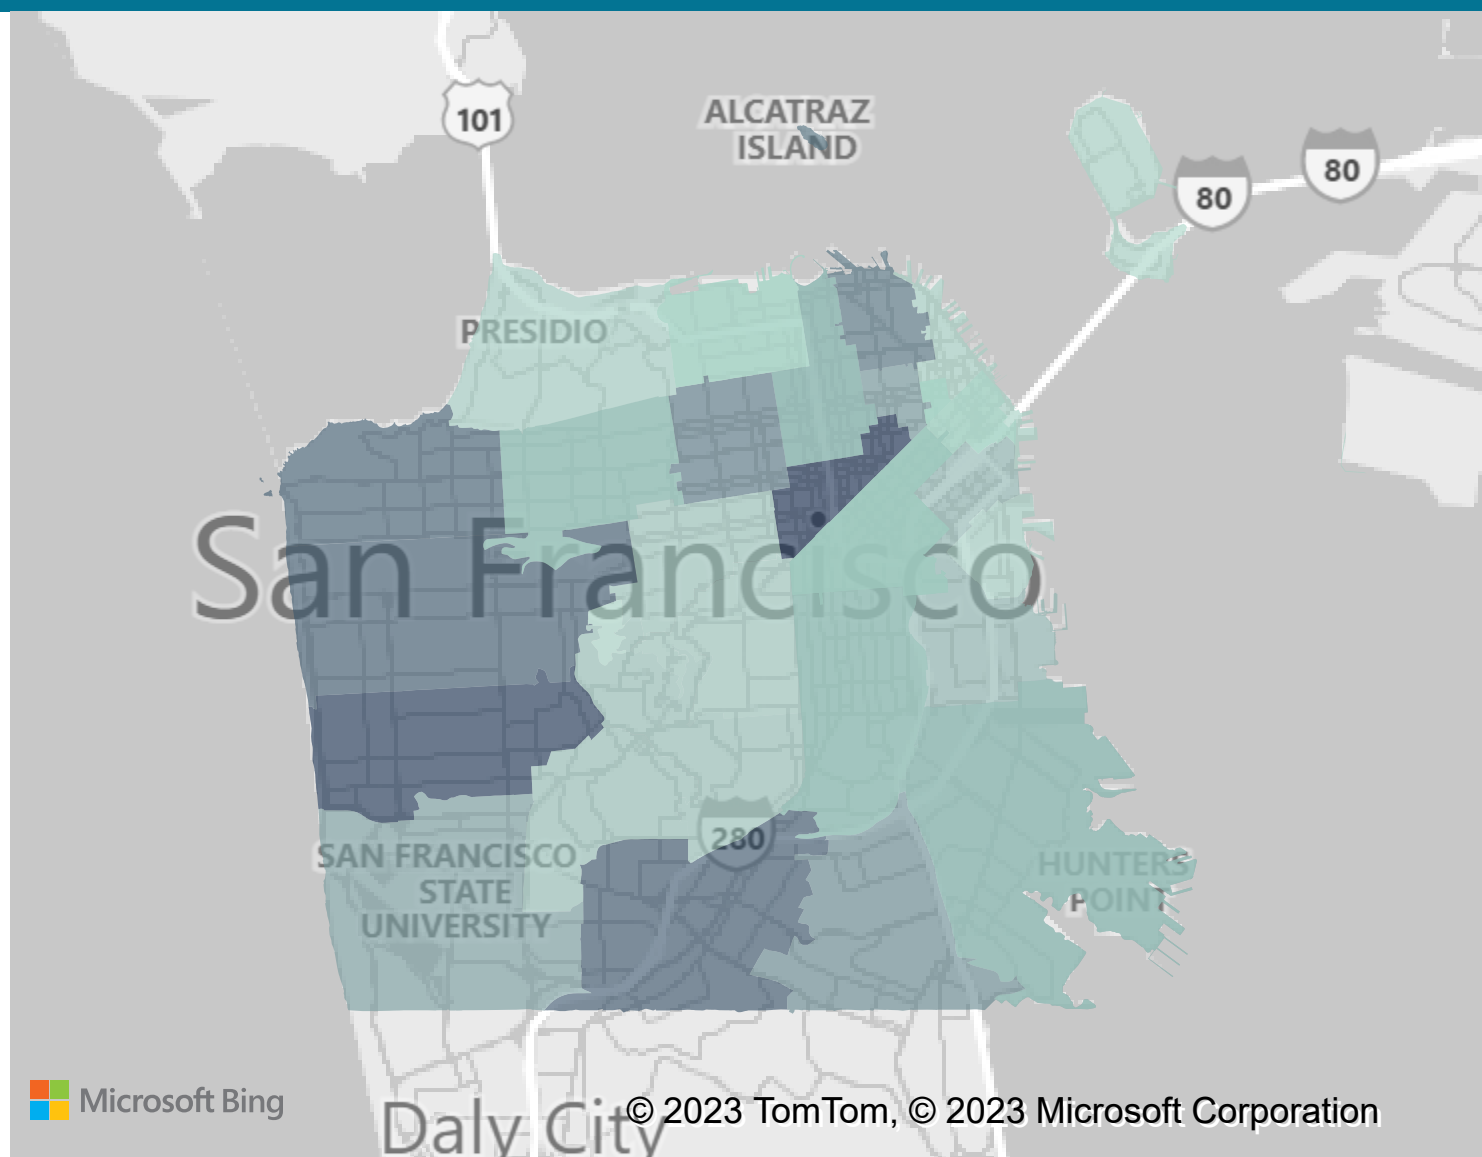 101
ALCATRAZ
ISLAND
80
80
PRESIDIO
San Francisco
280
SAN FRANCISCO
STATE
UNIVERSITY
HUNTERS
POINT
Microsoft Bing
Daly City
© 2023 TomTom, © 2023 Microsoft Corporation